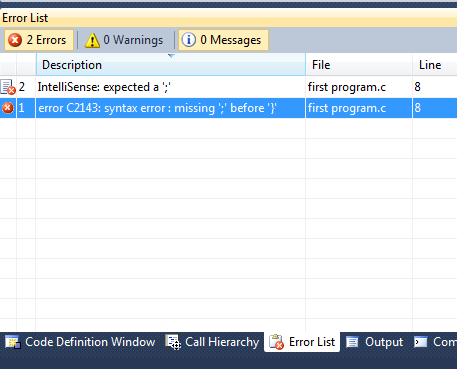 Error List
2 Errors 0 Warnings 0 Messages
Description File Line
2 IntelliSense: expected a ';' first program.c 8
1 error C2143: syntax error : missing ';' before '}' first program.c 8
Code Definition Window Call Hierarchy Error List Output Com